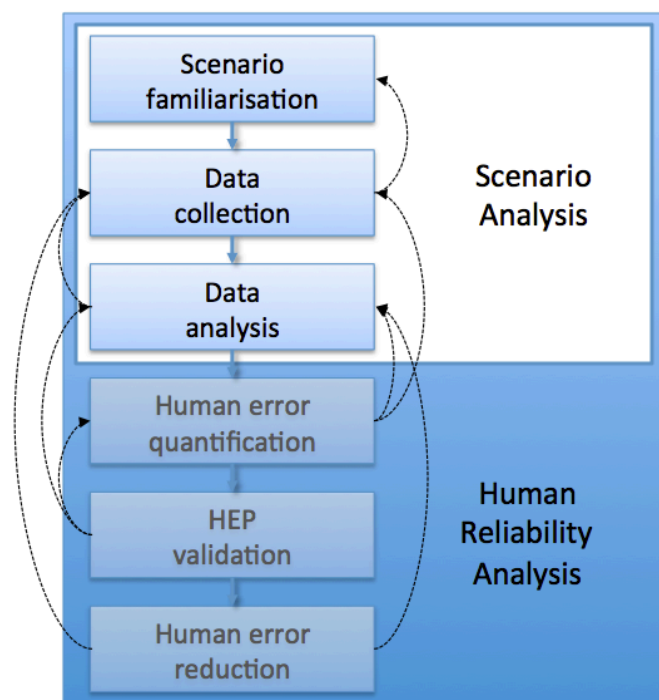 Scenario
familiarisation
Data
collection
Scenario
Analysis
Data
analysis
Human error
quantification
HEP
validation
Human
Reliability
Analysis
Human error
reduction